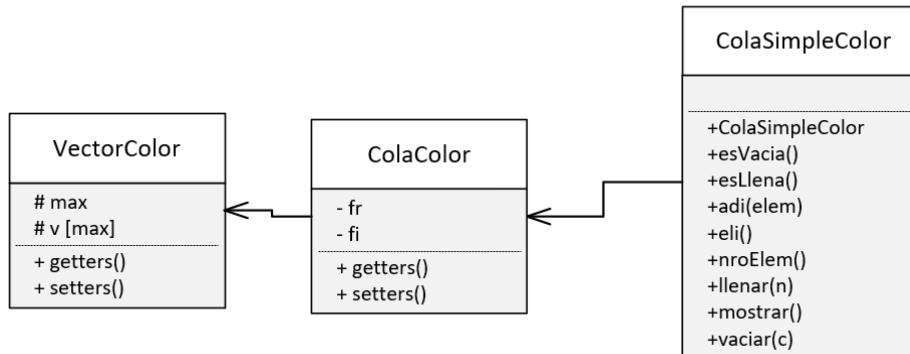 VectorColor
# max
# v [max]
+ getters()
+ setters()
ColaColor
- fr
- fi
+ getters()
+ setters()
ColaSimpleColor
+ColaSimpleColor
+esVacia()
+esLlena()
+adi(elem)
+eli()
+nroElem()
+llenar(n)
+mostrar()
+vaciar(c)